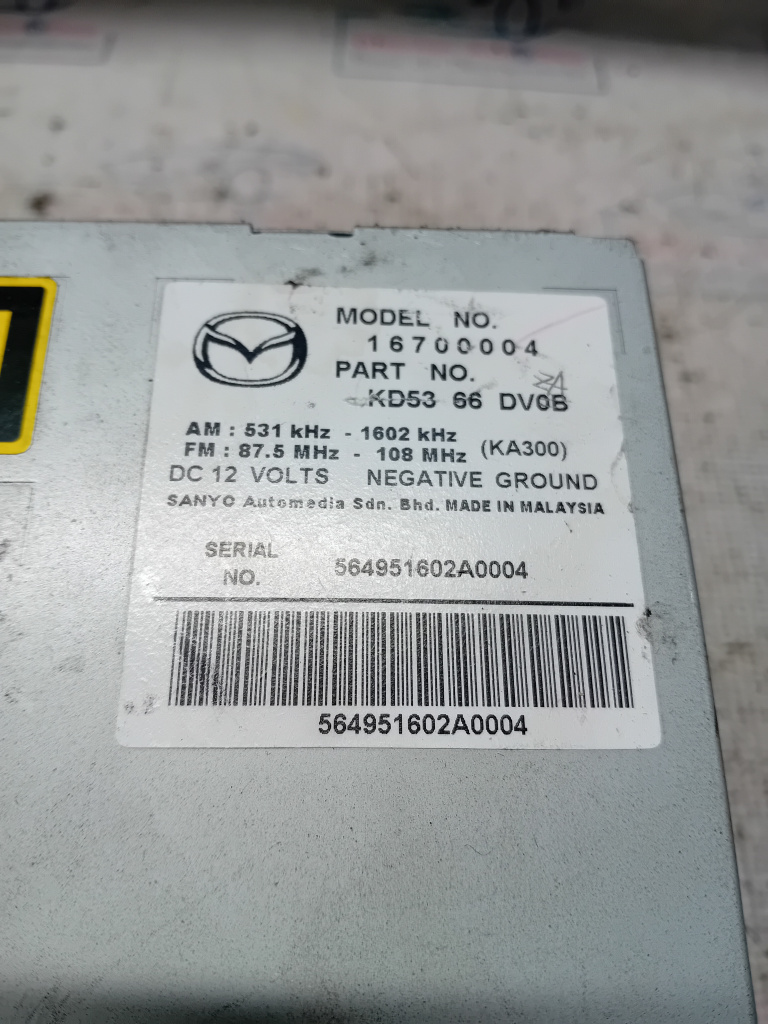 MODEL NO.
16700004
PART NO.
KD53 66 DV0B
AM : 531 kHz - 1602 kHz
FM : 87.5 MHz - 108 MHz (KA300)
DC 12 VOLTS NEGATIVE GROUND
SANYO Automedia Sdn. Bhd. MADE IN MALAYSIA
SERIAL
NO.
564951602A0004
564951602A0004